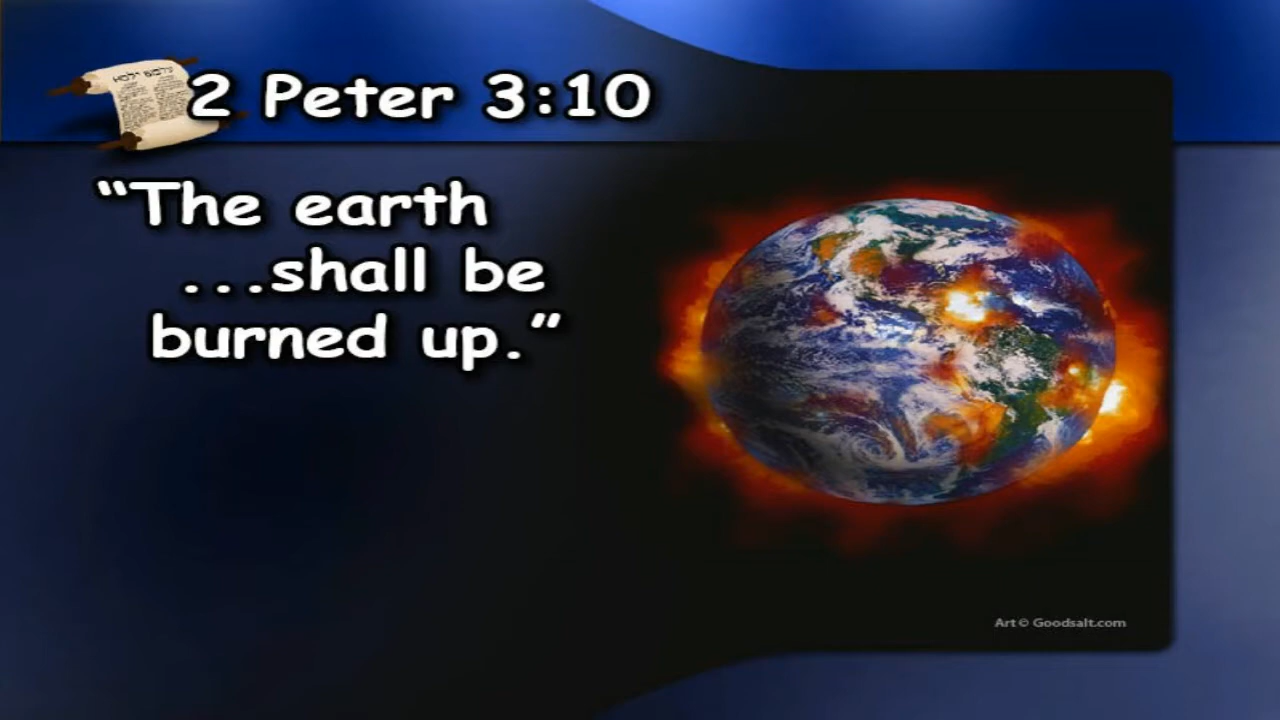 2 Peter 3:10
“The earth
...shall be
burned up.”
Art © Goodsalt.com